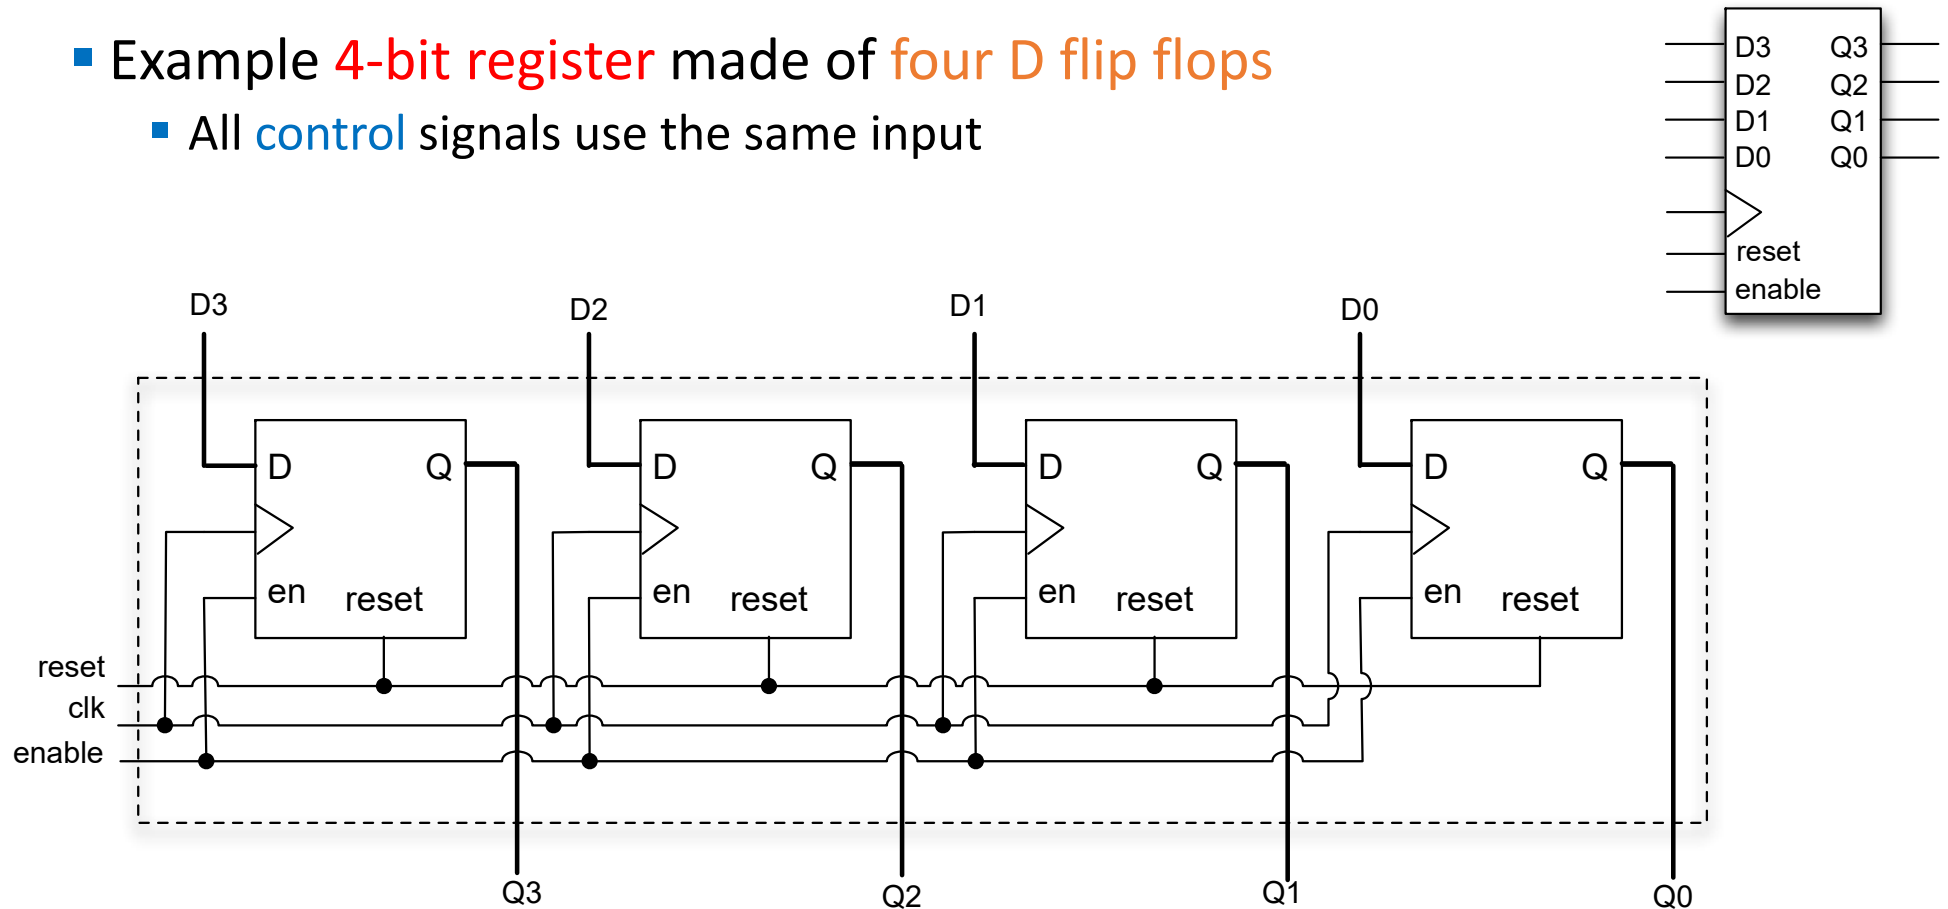 Example 4-bit register made of four D flip flops
All control signals use the same input
D3 Q3
D2 Q2
D1 Q1
D0 Q0
reset
enable
D3 D2 D1 D0
D Q D Q D Q D Q
en reset en reset en reset en reset
reset
clk
enable
Q3 Q2 Q1 Q0